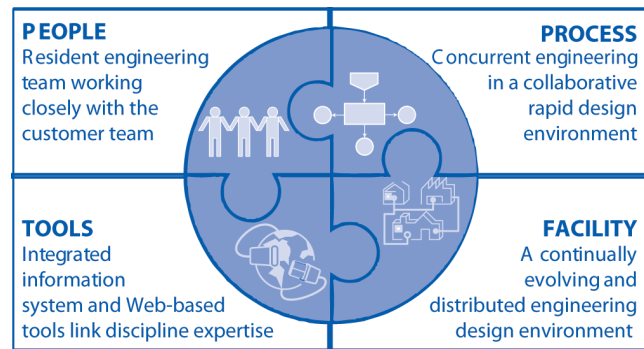 PEOPLE
Resident engineering
team working
closely with the
customer team
PROCESS
Concurrent engineering
in a collaborative
rapid design
environment
TOOLS
Integrated
information
system and Web-based
tools link discipline expertise
FACILITY
A continually
evolving and
distributed engineering
design environment